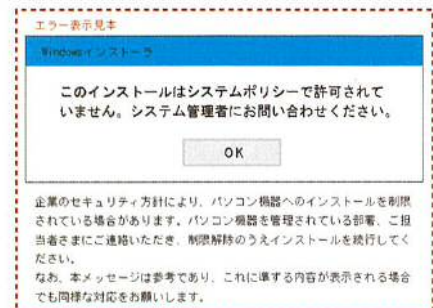 エラー表示見本
Windowsインストーラ
このインストールはシステムポリシーで許可されて
いません。システム管理者にお問い合わせください。
OK
企業のセキュリティ方針により、パソコン機器へのインストールを制限
されている場合があります。パソコン機器を管理されている部署、ご担
当者さまにご連絡いただき、制限解除のうえインストールを続行してく
ださい。
なお、本メッセージは参考であり、これに準する内容が表示される場合
でも同様な対応をお願いします。